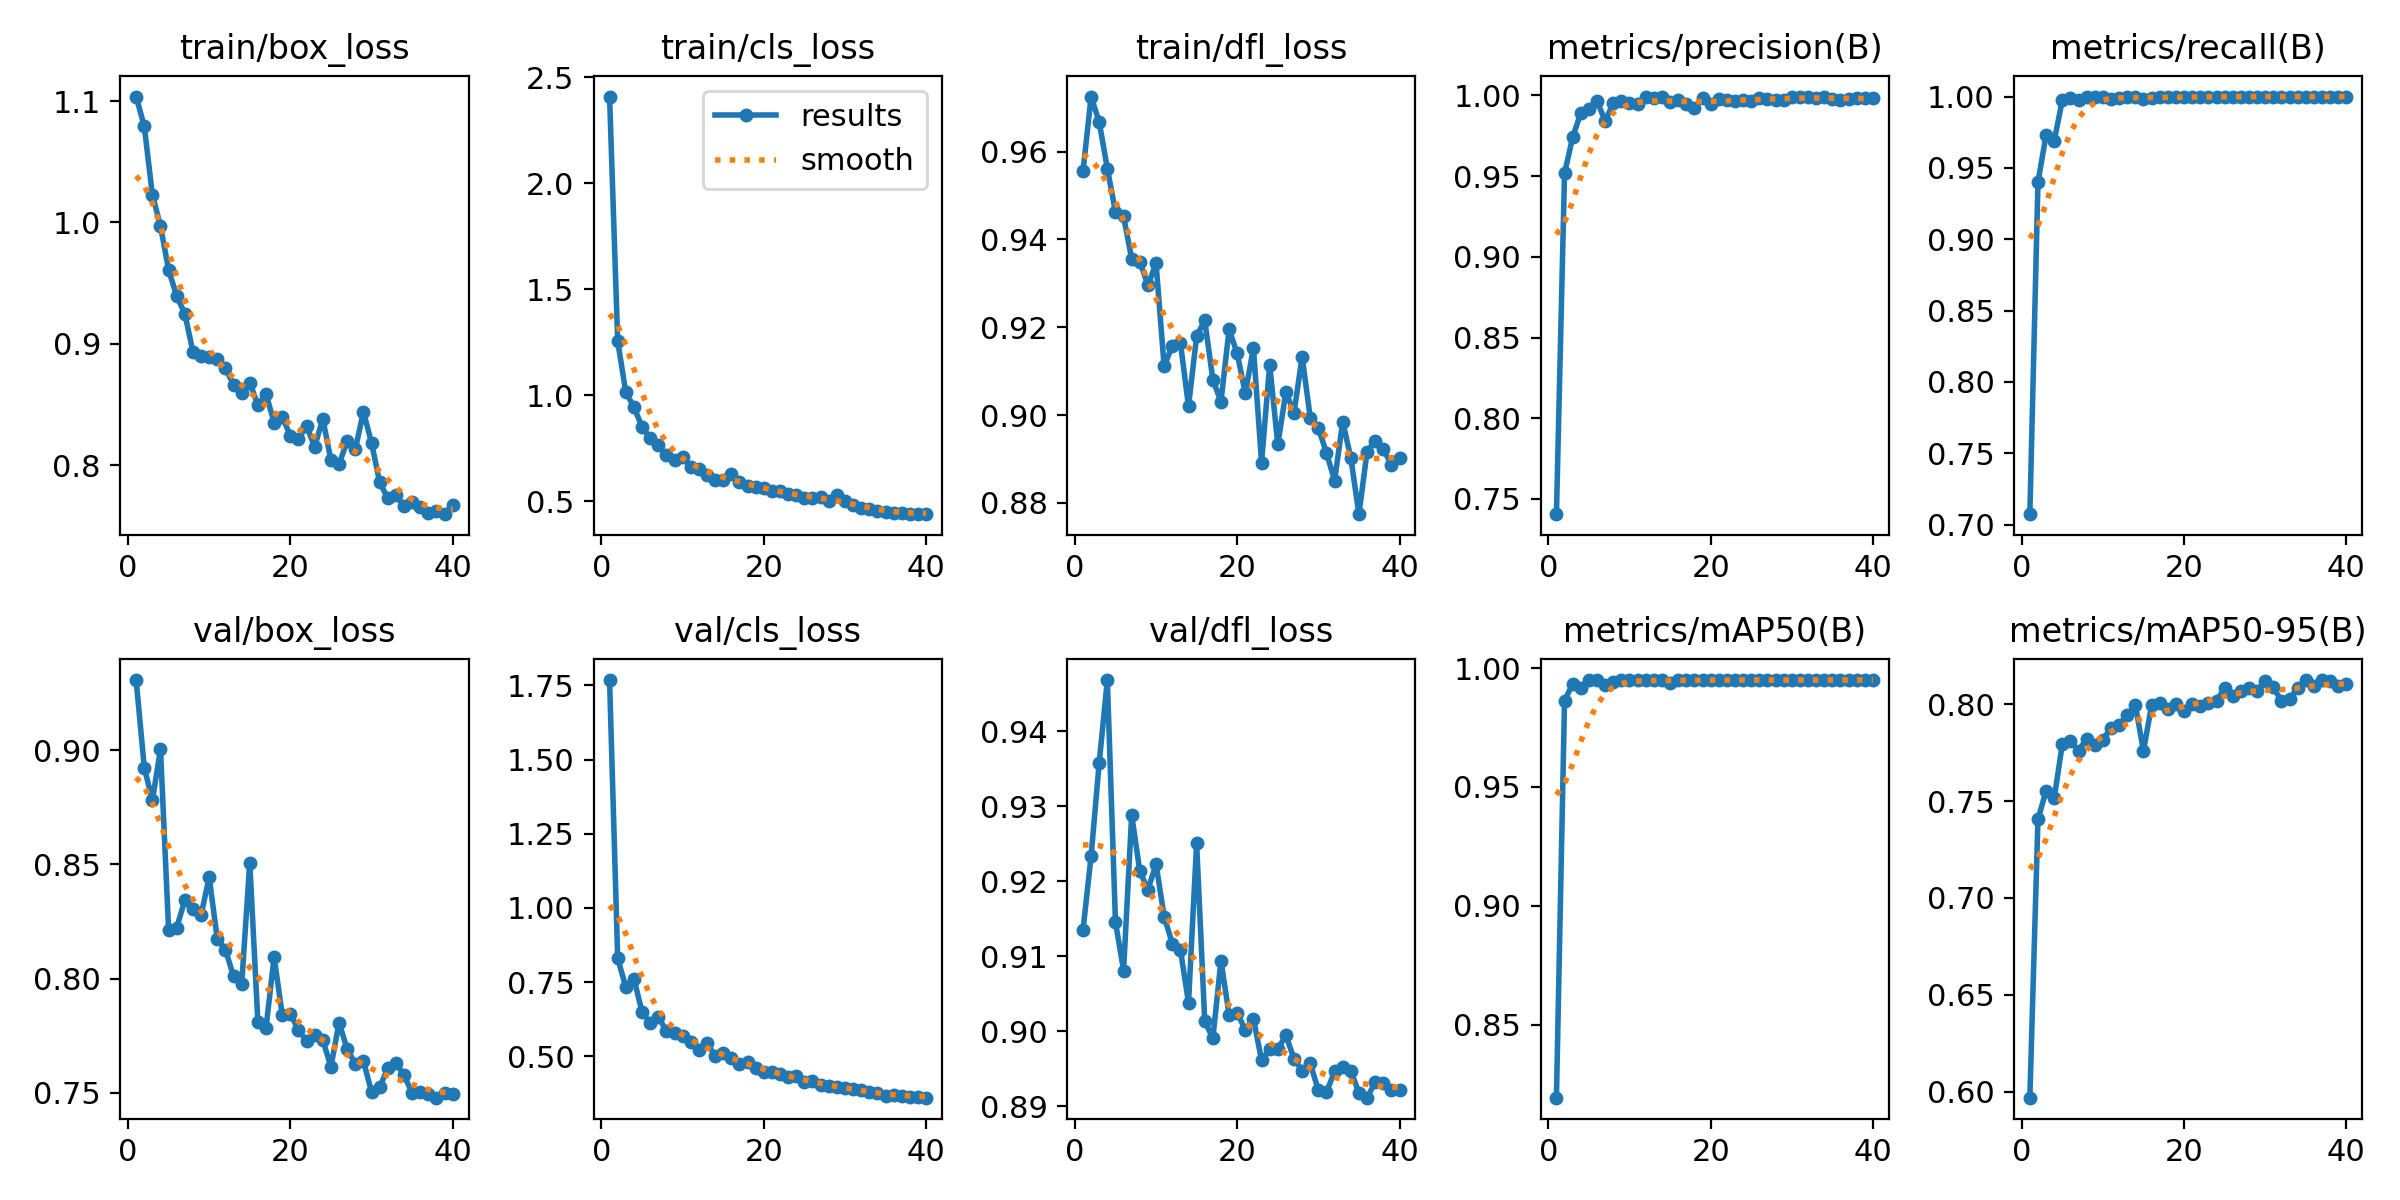 train/box_loss
1.1
1.0
0.9
0.8
0 20 40
train/cls_loss
2.5
2.0
1.5
1.0
0.5
results
smooth
0 20 40
train/dfl_loss
0.96
0.94
0.92
0.90
0.88
0 20 40
metrics/precision(B)
1.00
0.95
0.90
0.85
0.80
0.75
0 20 40
metrics/recall(B)
1.00
0.95
0.90
0.85
0.80
0.75
0.70
0 20 40
val/box_loss
0.90
0.85
0.80
0.75
0 20 40
val/cls_loss
1.75
1.50
1.25
1.00
0.75
0.50
0 20 40
val/dfl_loss
0.94
0.93
0.92
0.91
0.90
0.89
0 20 40
metrics/mAP50(B)
1.00
0.95
0.90
0.85
0 20 40
metrics/mAP50-95(B)
0.80
0.75
0.70
0.65
0.60
0 20 40